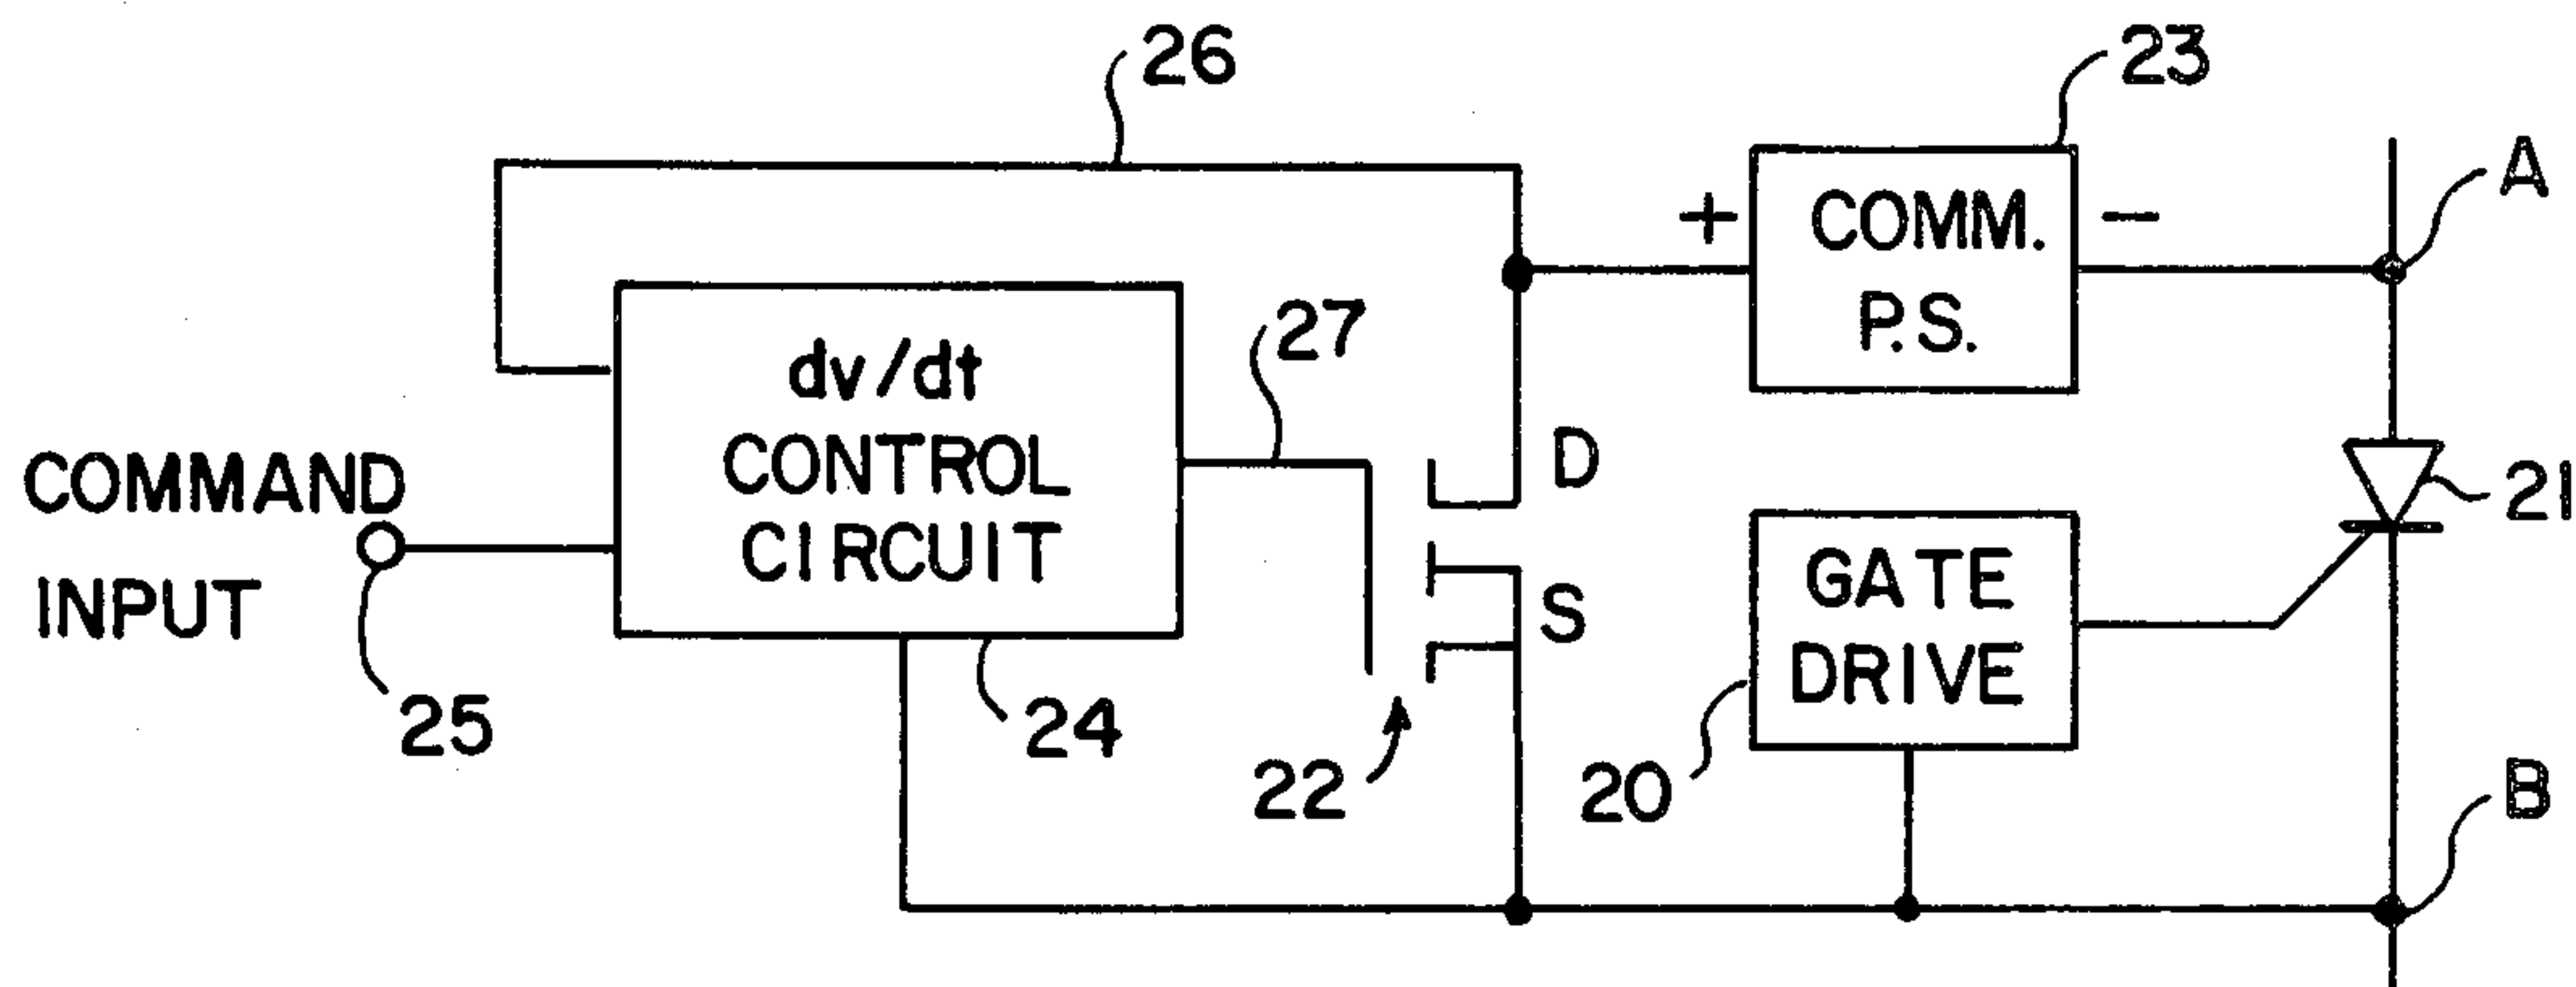 26
23
A
+
COMM.
P.S.
−
dv/dt
CONTROL
CIRCUIT
27
D
S
COMMAND
INPUT
25
24
22
GATE
DRIVE
20
21
B